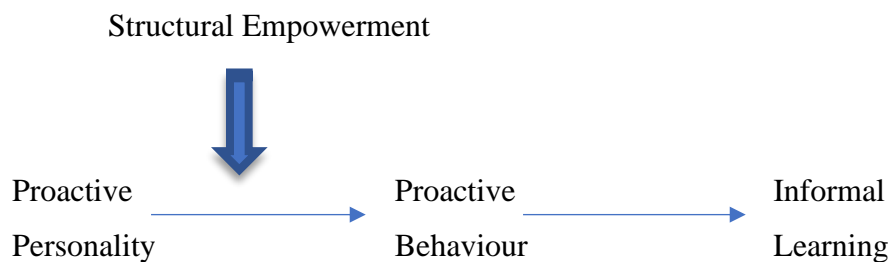 Structural Empowerment
Proactive Proactive Informal
Personality Behaviour Learning